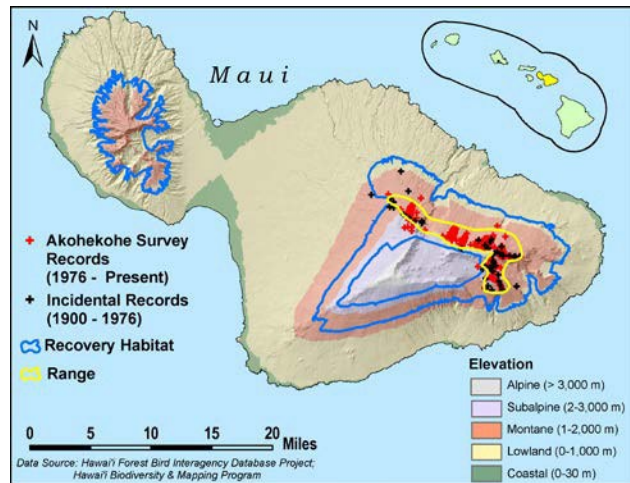 N
Maui
Akohekohe Survey
Records
(1976 - Present)
Incidental Records
(1900 - 1976)
Recovery Habitat
Range
0 5 10 15 20
Miles
Data Source: Hawai'i Forest Bird Interagency Database Project;
Hawai'i Biodiversity & Mapping Program
Elevation
Alpine (> 3,000 m)
Subalpine (2-3,000 m)
Montane (1-2,000 m)
Lowland (0-1,000 m)
Coastal (0-30 m)